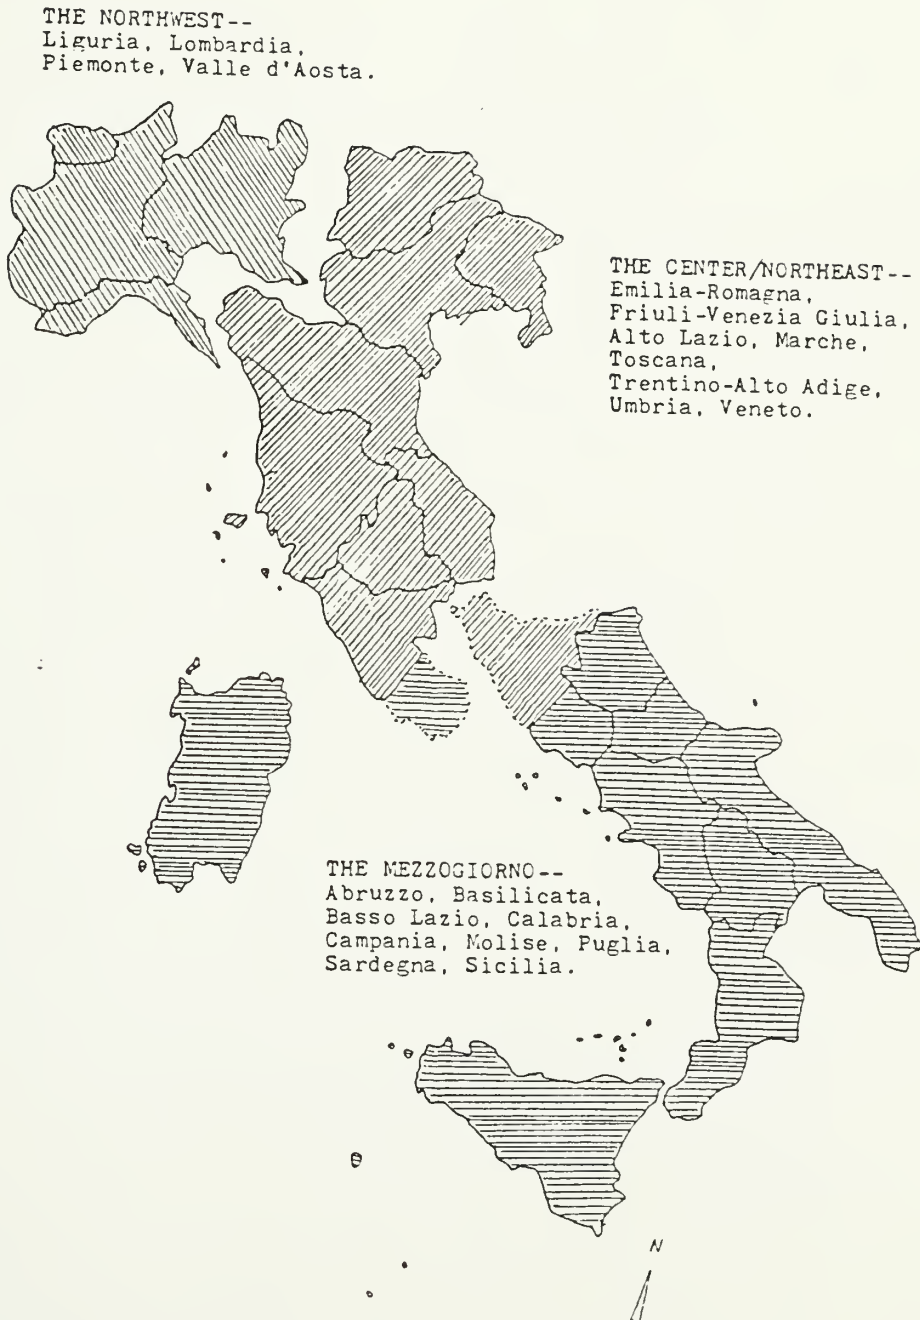 THE NORTHWEST--
Liguria, Lombardia,
Piemonte, Valle d'Aosta.
THE CENTER/NORTHEAST--
Emilia-Romagna,
Friuli-Venezia Giulia,
Alto Lazio, Marche,
Toscana,
Trentino-Alto Adige,
Umbria, Veneto.
THE MEZZOGIORNO--
Abruzzo, Basilicata,
Basso Lazio, Calabria,
Campania, Molise, Puglia,
Sardegna, Sicilia.
N